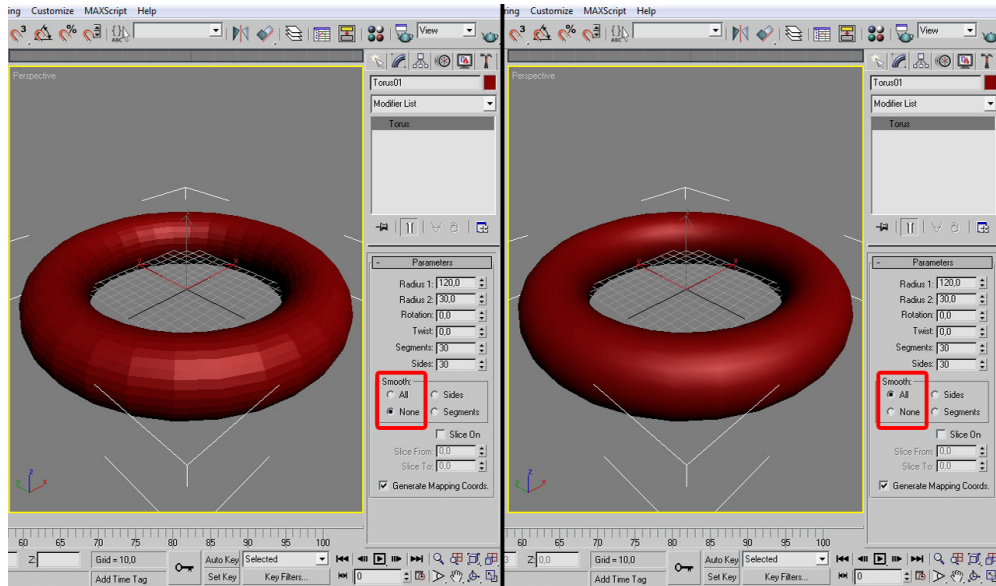 ing Customize MAXScript Help
View
Perspective
Torus01
Modifier List
Torus
Parameters
Radius 1: 120,0
Radius 2: 30,0
Rotation: 0,0
Twist: 0,0
Segments: 30
Sides: 30
Smooth:
All Sides
None Segments
Slice On
Slice From: 0,0
Slice To: 0,0
Generate Mapping Coords.
z
y x
60 65 70 75 80 85 90 95 100
Z: Grid = 10,0 Auto Key Selected
Add Time Tag Set Key Key Filters... 0
ring Customize MAXScript Help
View
Perspective
Torus01
Modifier List
Torus
Parameters
Radius 1: 120,0
Radius 2: 30,0
Rotation: 0,0
Twist: 0,0
Segments: 30
Sides: 30
Smooth:
All Sides
None Segments
Slice On
Slice From: 0,0
Slice To: 0,0
Generate Mapping Coords.
z
y x
60 65 70 75 80 85 90 95 100
Z: 0,0 Grid = 10,0 Auto Key Selected
Add Time Tag Set Key Key Filters... 0